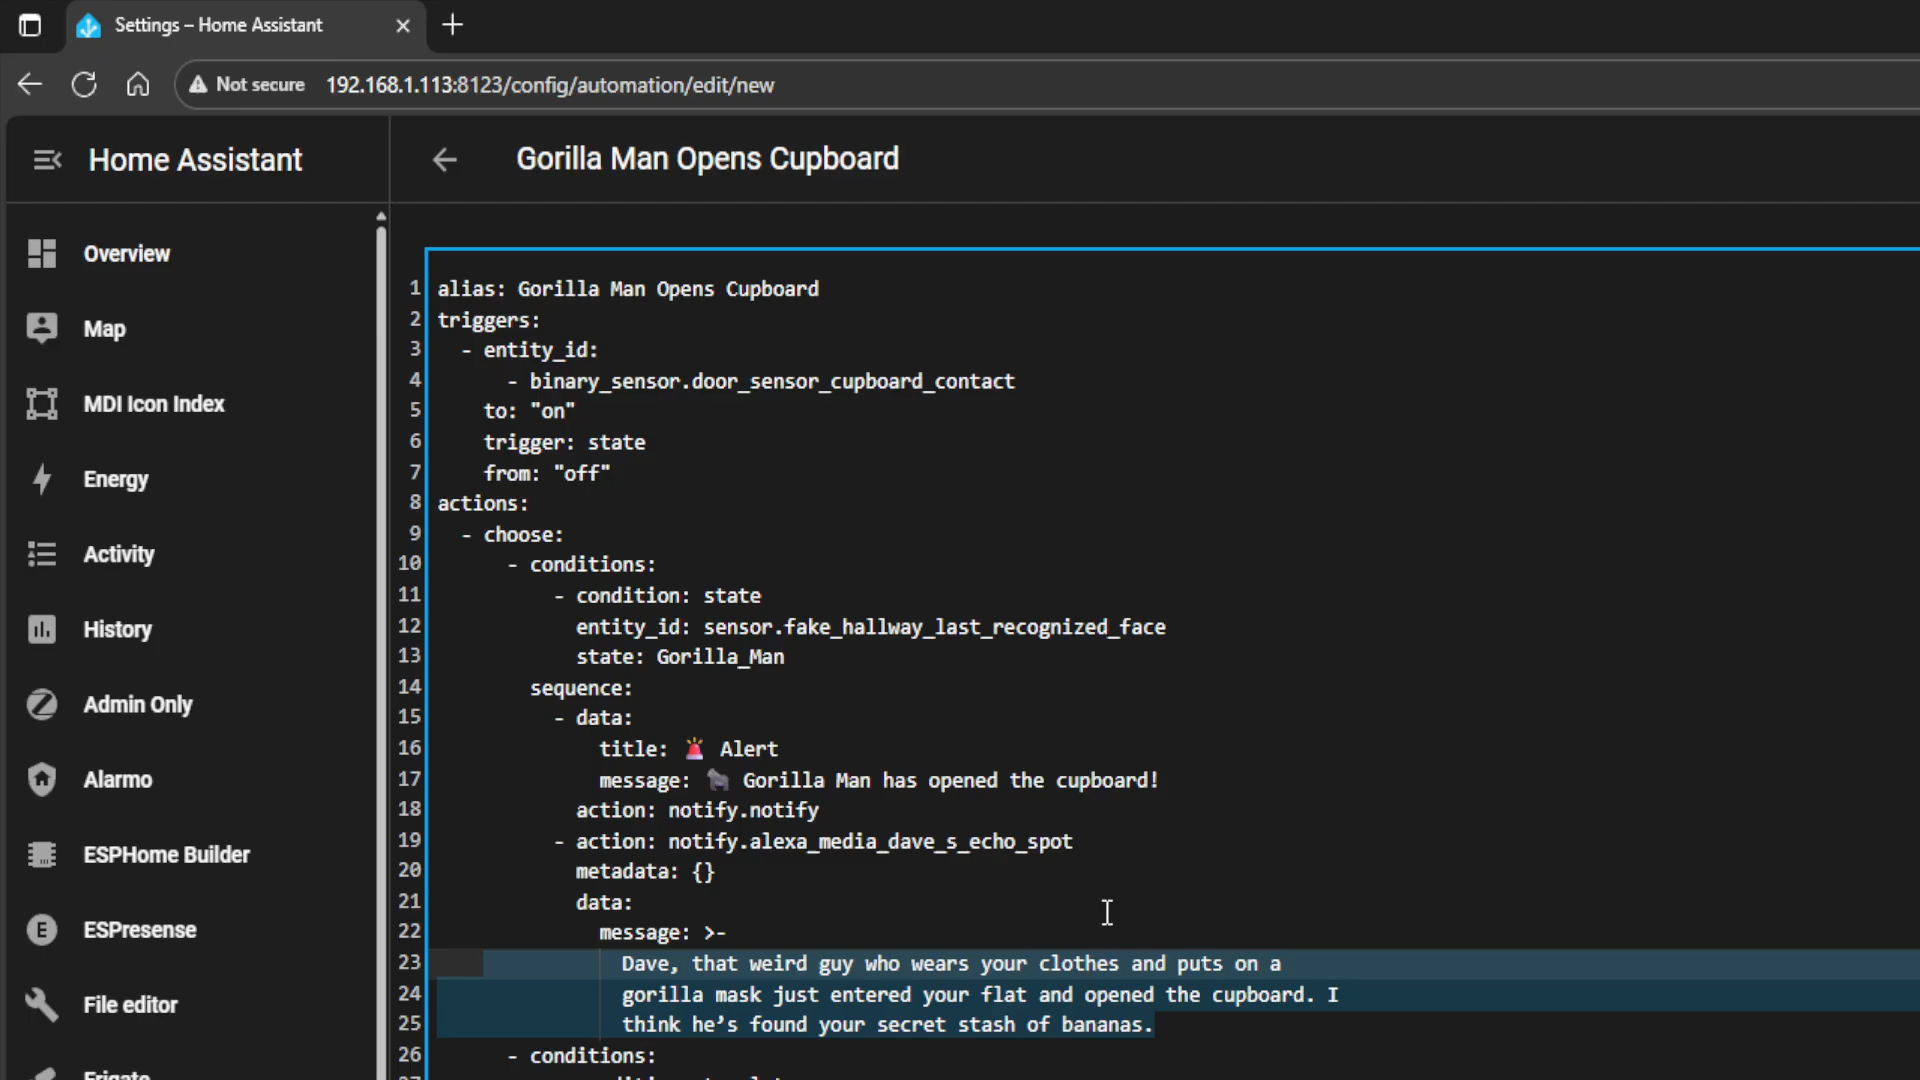 Settings – Home Assistant
Not secure 192.168.1.113:8123/config/automation/edit/new
Home Assistant
Gorilla Man Opens Cupboard
Overview
Map
MDI Icon Index
Energy
Activity
History
Admin Only
Alarmo
ESPHome Builder
ESPresense
File editor
Frigate
1 alias: Gorilla Man Opens Cupboard
2 triggers:
3 - entity_id:
4 - binary_sensor.door_sensor_cupboard_contact
5 to: "on"
6 trigger: state
7 from: "off"
8 actions:
9 - choose:
10 - conditions:
11 - condition: state
12 entity_id: sensor.fake_hallway_last_recognized_face
13 state: Gorilla_Man
14 sequence:
15 - data:
16 title: 🚨 Alert
17 message: 🦍 Gorilla Man has opened the cupboard!
18 action: notify.notify
19 - action: notify.alexa_media_dave_s_echo_spot
20 metadata: {}
21 data:
22 message: >-
23 Dave, that weird guy who wears your clothes and puts on a
24 gorilla mask just entered your flat and opened the cupboard. I
25 think he’s found your secret stash of bananas.
26 - conditions: